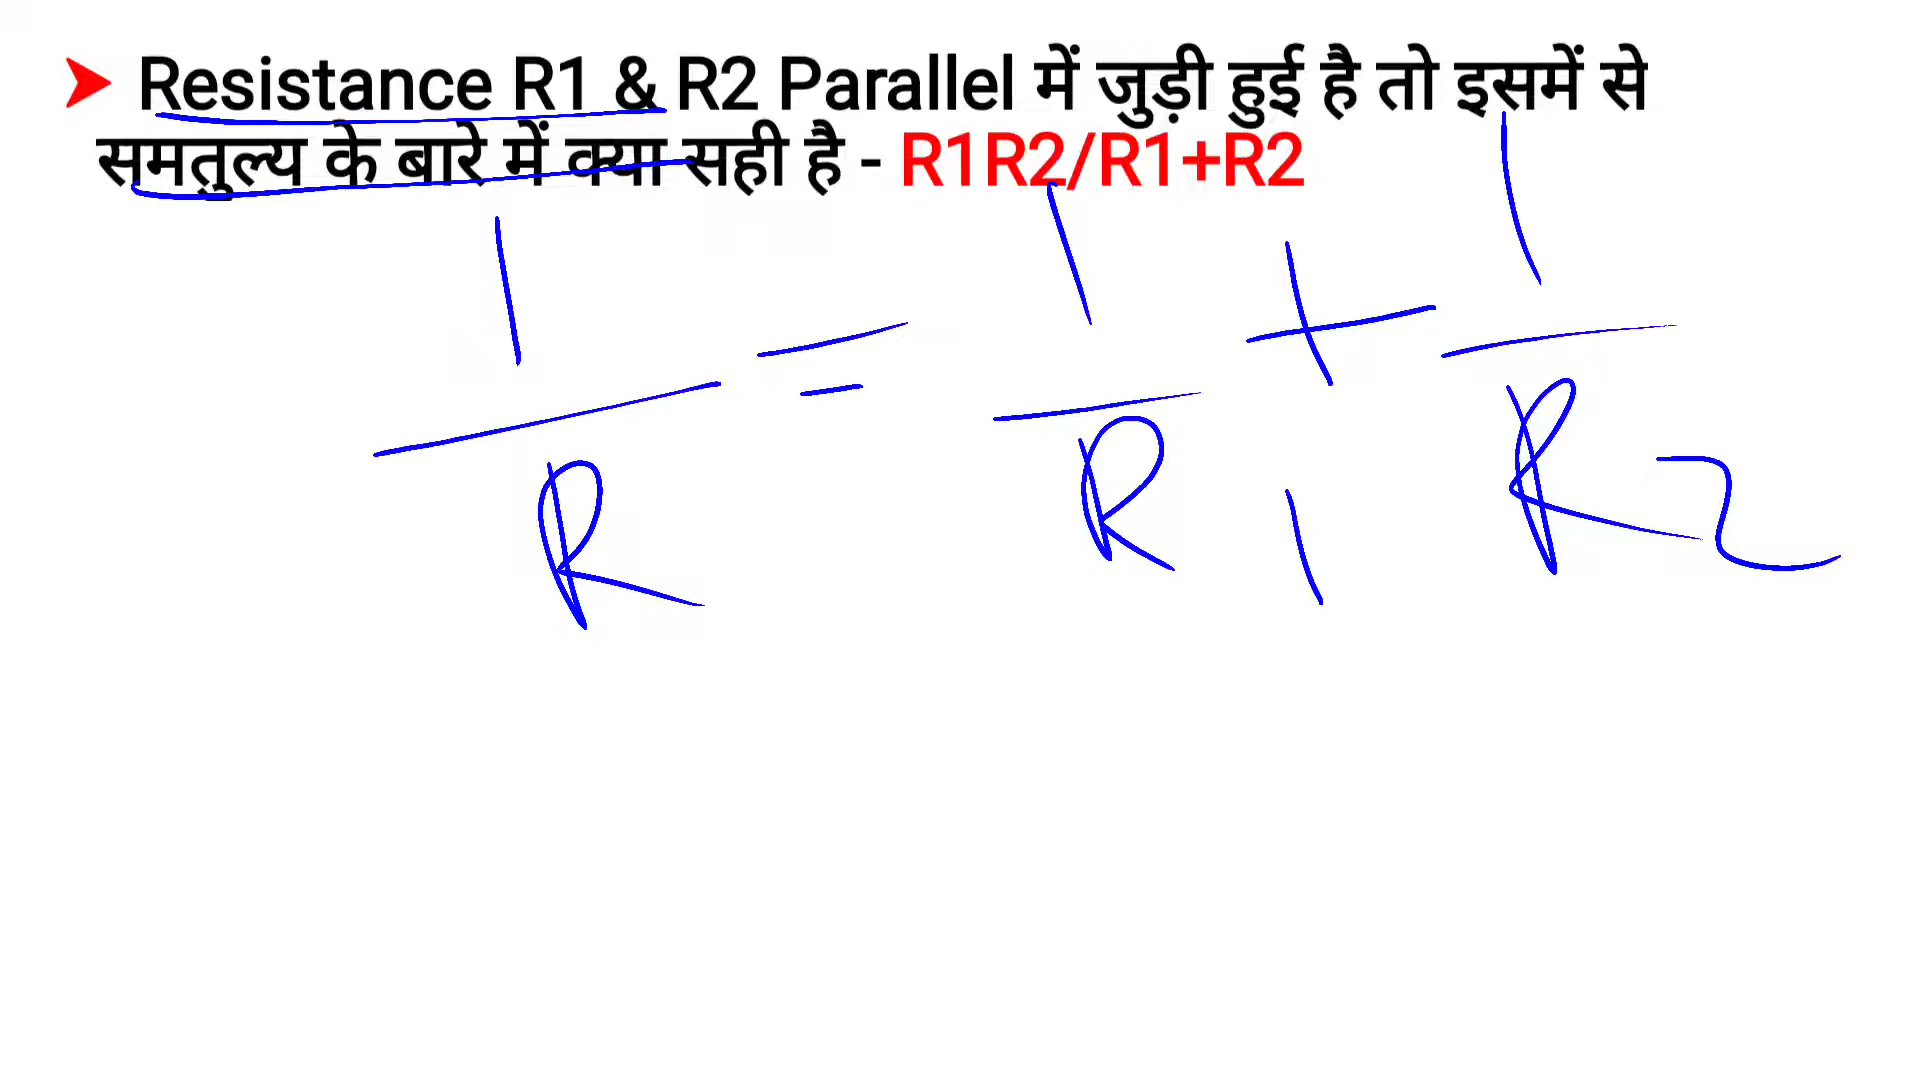 ➤ Resistance R1 & R2 Parallel में जुड़ी हुई है तो इसमें से
समतुल्य के बारे में क्या सही है - R1R2/R1+R2
1/R = 1/R1 + 1/R2